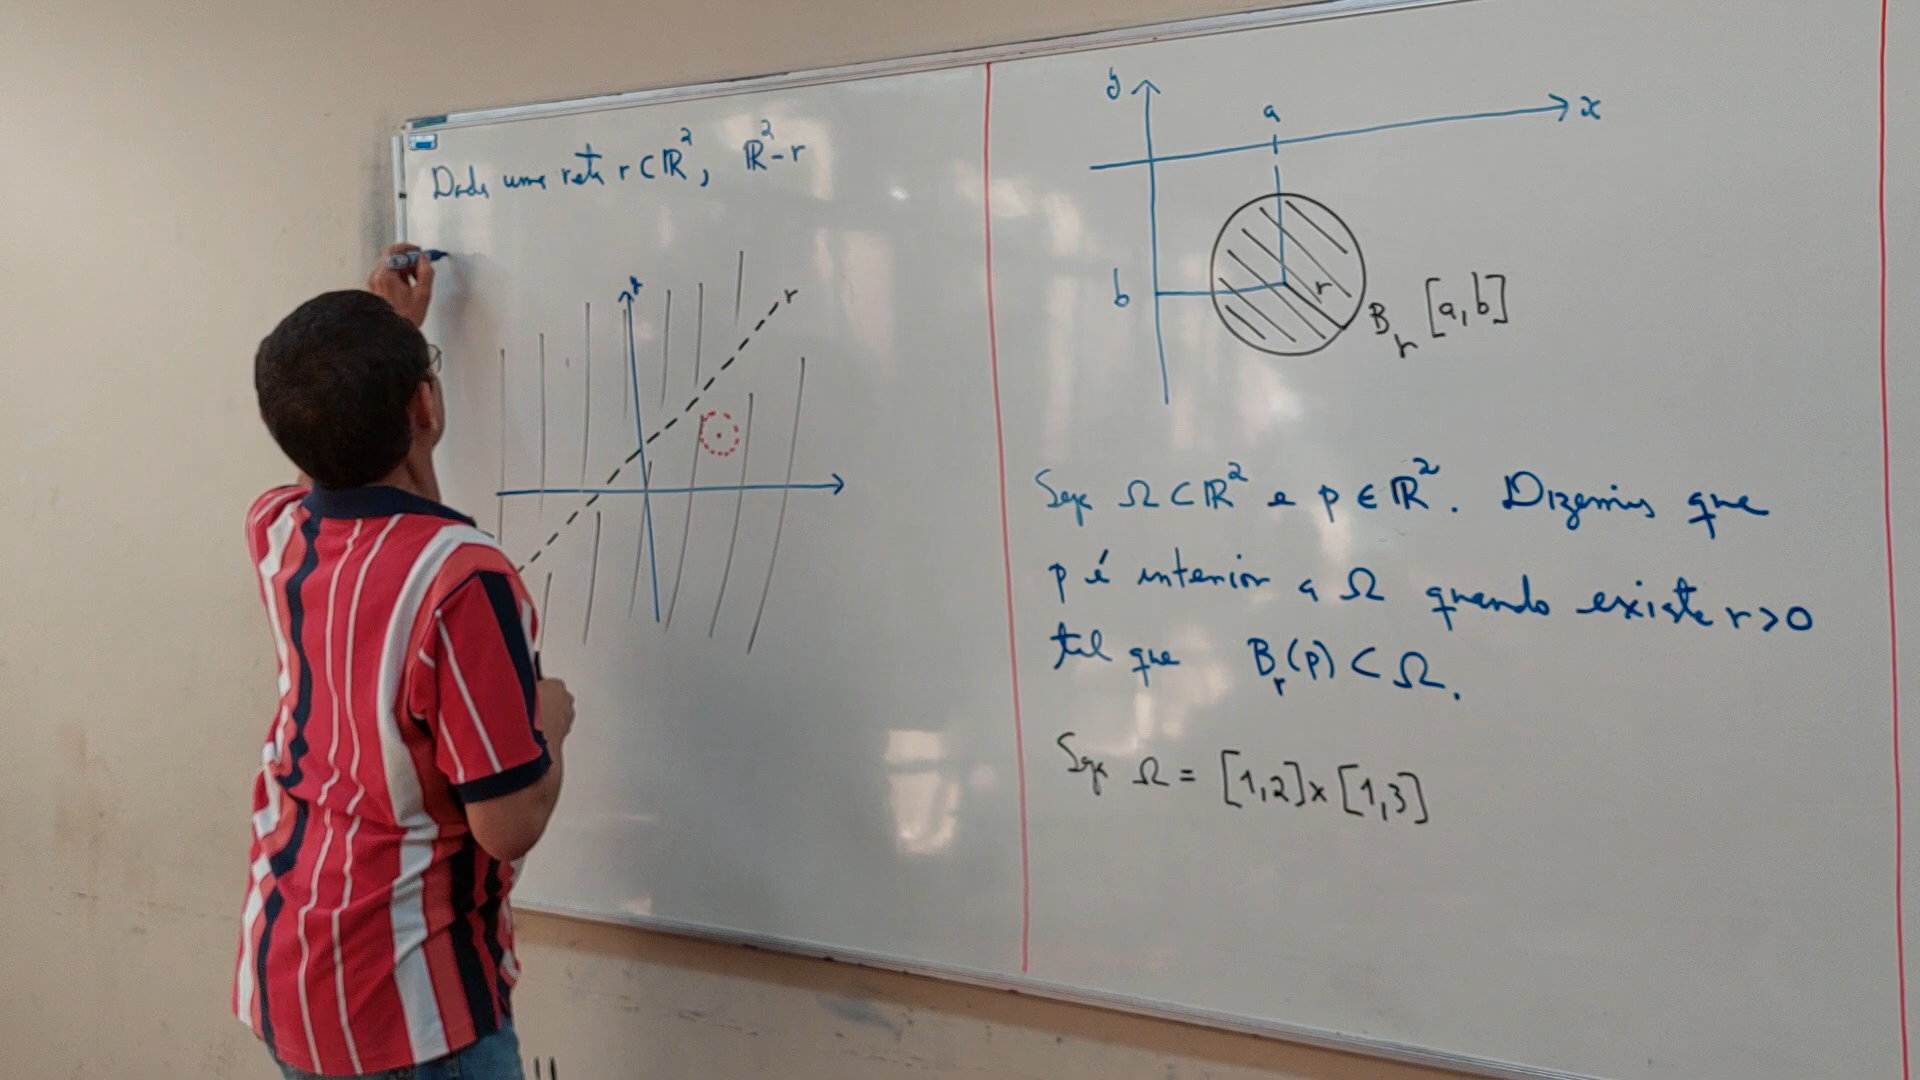 Dada uma reta r ⊂ ℝ², ℝ² - r
r
y
a
x
b
r
B_r [a, b]
Seja Ω ⊂ ℝ² e p ∈ ℝ². Dizemos que
p é interior a Ω quando existe r > 0
tal que B_r(p) ⊂ Ω.
Seja Ω = [1,2] x [1,3]